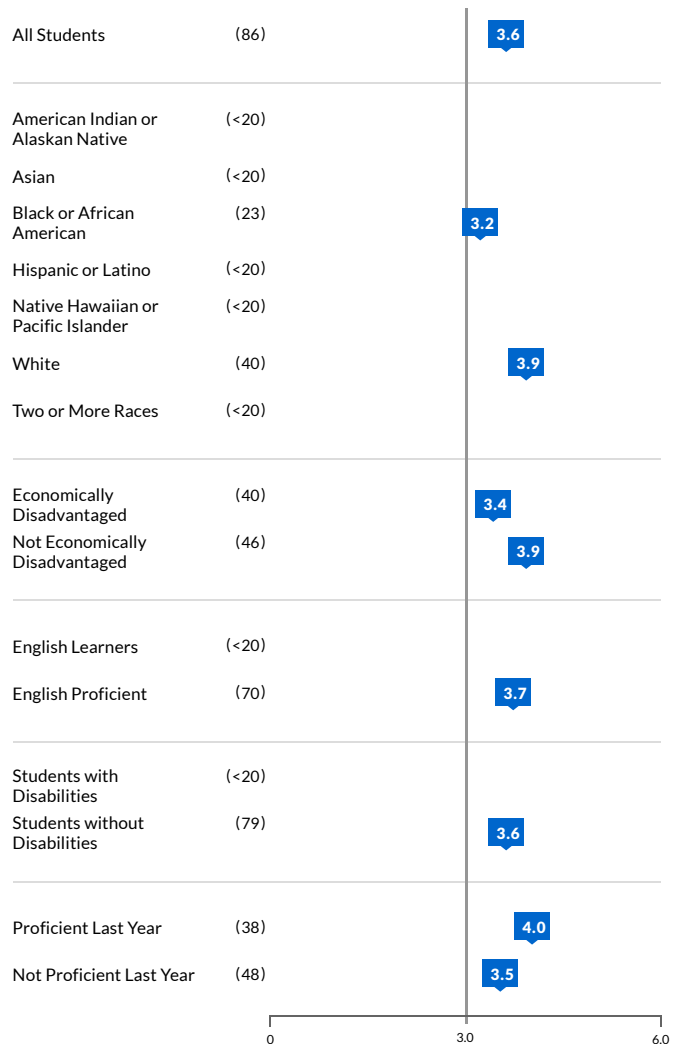 All Students (86) 3.6
American Indian or (<20)
Alaskan Native
Asian (<20)
Black or African (23) 3.2
American
Hispanic or Latino (<20)
Native Hawaiian or (<20)
Pacific Islander
White (40) 3.9
Two or More Races (<20)
Economically (40) 3.4
Disadvantaged
Not Economically (46) 3.9
Disadvantaged
English Learners (<20)
English Proficient (70) 3.7
Students with (<20)
Disabilities
Students without (79) 3.6
Disabilities
Proficient Last Year (38) 4.0
Not Proficient Last Year (48) 3.5
0 3.0 6.0